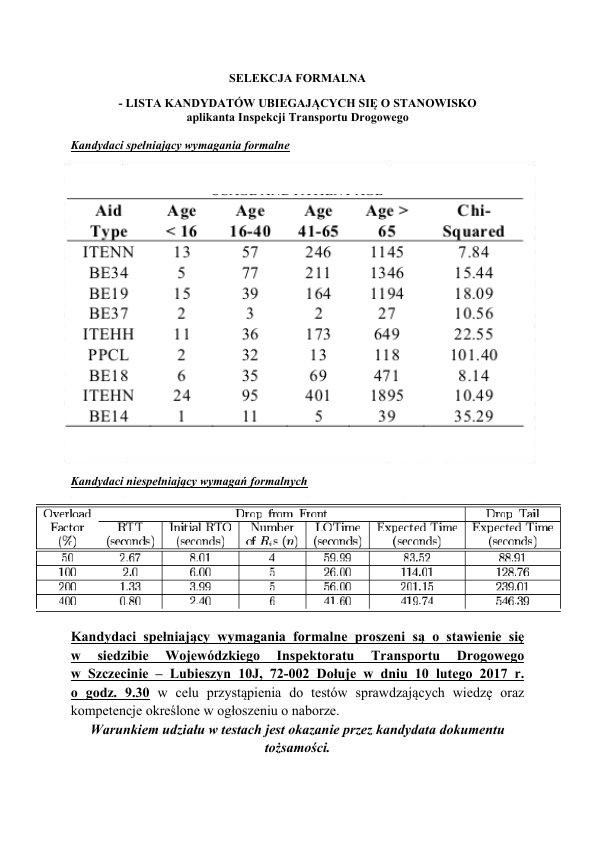 SELEKCJA FORMALNA
- LISTA KANDYDATÓW UBIEGAJĄCYCH SIĘ O STANOWISKO
aplikanta Inspekcji Transportu Drogowego
Kandydaci spełniający wymagania formalne
Aid Age Age Age Age > Chi-
Type < 16 16-40 41-65 65 Squared
ITENN 13 57 246 1145 7.84
BE34 5 77 211 1346 15.44
BE19 15 39 164 1194 18.09
BE37 2 3 2 27 10.56
ITEHH 11 36 173 649 22.55
PPCL 2 32 13 118 101.40
BE18 6 35 69 471 8.14
ITEHN 24 95 401 1895 10.49
BE14 1 11 5 39 35.29
Kandydaci niespełniający wymagań formalnych
Overload Drop from Front Drop Tail
Factor RTT Initial RTO Number LOTime Expected Time Expected Time
(%) (seconds) (seconds) of Ris (n) (seconds) (seconds) (seconds)
50 2.67 8.01 4 59.99 83.52 88.91
100 2.0 6.00 5 26.00 114.01 128.76
200 1.33 3.99 5 56.00 201.15 239.01
400 0.80 2.40 6 41.60 419.74 546.39
Kandydaci spełniający wymagania formalne proszeni są o stawienie się
w siedzibie Wojewódzkiego Inspektoratu Transportu Drogowego
w Szczecinie – Lubieszyn 10J, 72-002 Dołuje w dniu 10 lutego 2017 r.
o godz. 9.30 w celu przystąpienia do testów sprawdzających wiedzę oraz
kompetencje określone w ogłoszeniu o naborze.
Warunkiem udziału w testach jest okazanie przez kandydata dokumentu
tożsamości.